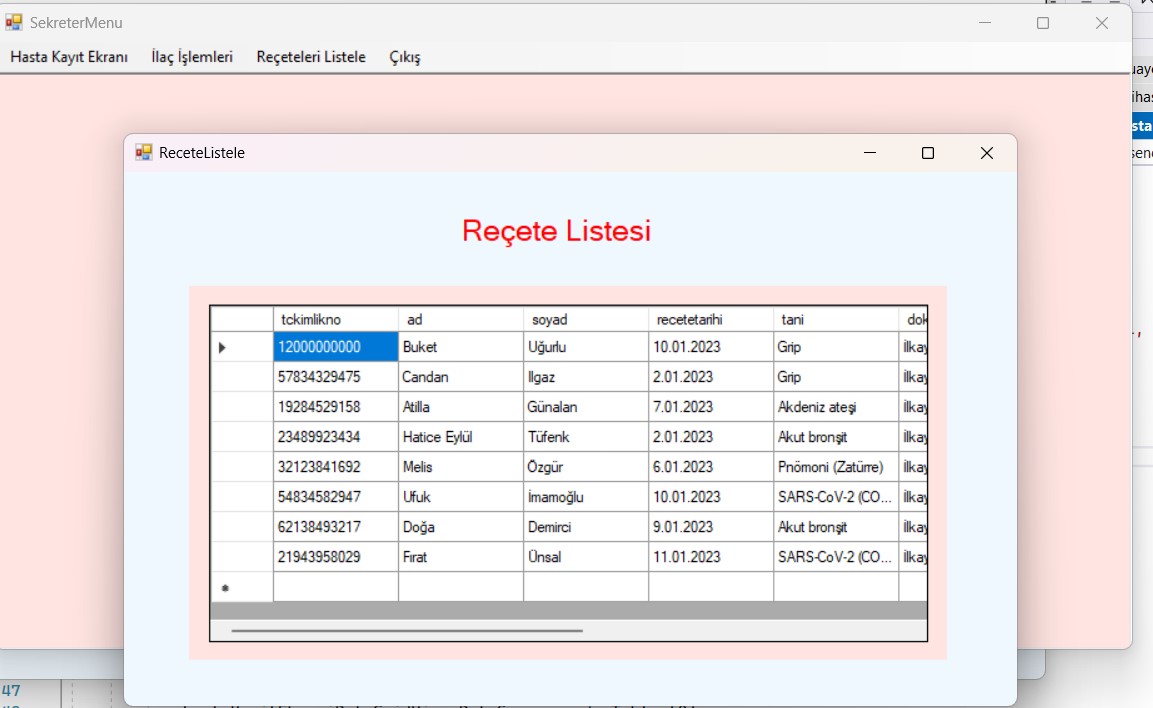 SekreterMenu
Hasta Kayıt Ekranı İlaç İşlemleri Reçeteleri Listele Çıkış
ReceteListele
Reçete Listesi
tckimlikno ad soyad recetetarihi tani dok
12000000000 Buket Uğurlu 10.01.2023 Grip İlkay
57834329475 Candan Ilgaz 2.01.2023 Grip İlkay
19284529158 Atilla Günalan 7.01.2023 Akdeniz ateşi İlkay
23489923434 Hatice Eylül Tüfenk 2.01.2023 Akut bronşit İlkay
32123841692 Melis Özgür 6.01.2023 Pnömoni (Zatürre) İlkay
54834582947 Ufuk İmamoğlu 10.01.2023 SARS-CoV-2 (CO... İlkay
62138493217 Doğa Demirci 9.01.2023 Akut bronşit İlkay
21943958029 Fırat Ünsal 11.01.2023 SARS-CoV-2 (CO... İlkay
47